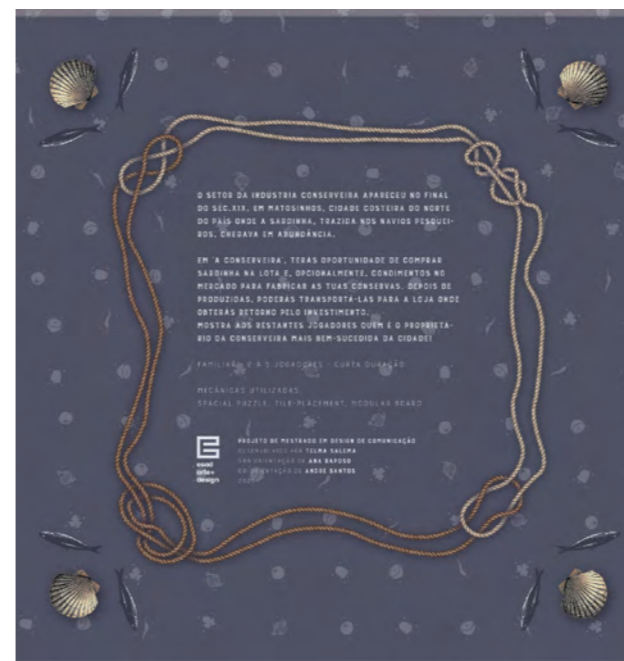 O SETOR DA INDÚSTRIA CONSERVEIRA APARECEU NO FINAL
DO SÉC.XIX, EM MATOSINHOS, CIDADE COSTEIRA DO NORTE
DO PAÍS ONDE A SARDINHA, TRAZIDA NOS NAVIOS PESQUEI-
ROS, CHEGAVA EM ABUNDÂNCIA.
EM "A CONSERVEIRA", TERÁS OPORTUNIDADE DE COMPRAR
SARDINHA NA LOTA E, OPCIONALMENTE, CONDIMENTOS NO
MERCADO PARA FABRICAR AS TUAS CONSERVAS. DEPOIS DE
PRODUZIDAS, PODERÁS TRANSPORTÁ-LAS PARA A LOJA ONDE
OBTERÁS RETORNO PELO INVESTIMENTO.
MOSTRA AOS RESTANTES JOGADORES QUEM É O PROPRIETÁ-
RIO DA CONSERVEIRA MAIS BEM-SUCEDIDA DA CIDADE!
FAMILIAR - 2 A 5 JOGADORES - CURTA DURAÇÃO
MECÂNICAS UTILIZADAS:
SPACIAL PUZZLE, TILE-PLACEMENT, MODULAR BOARD
esad
arte+
design
PROJETO DE MESTRADO EM DESIGN DE COMUNICAÇÃO
DESENVOLVIDO POR TELMA SALEMA
ORIENTAÇÃO DE ANA RAPOSO
CO-ORIENTAÇÃO DE ANDRÉ SANTOS